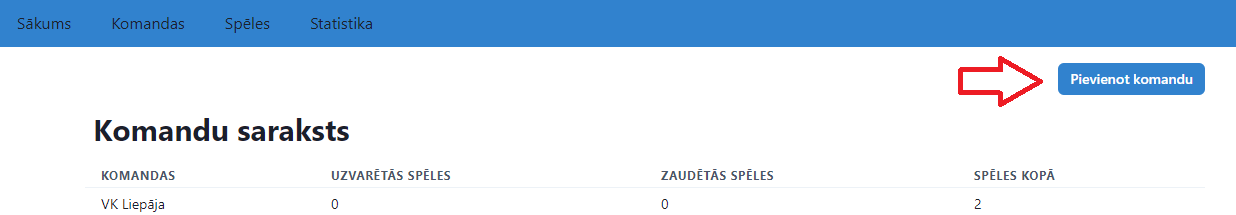 Sākums Komandas Spēles Statistika
Pievienot komandu
Komandu saraksts
KOMANDAS UZVARĒTĀS SPĒLES ZAUDĒTĀS SPĒLES SPĒLES KOPĀ
VK Liepāja 0 0 2